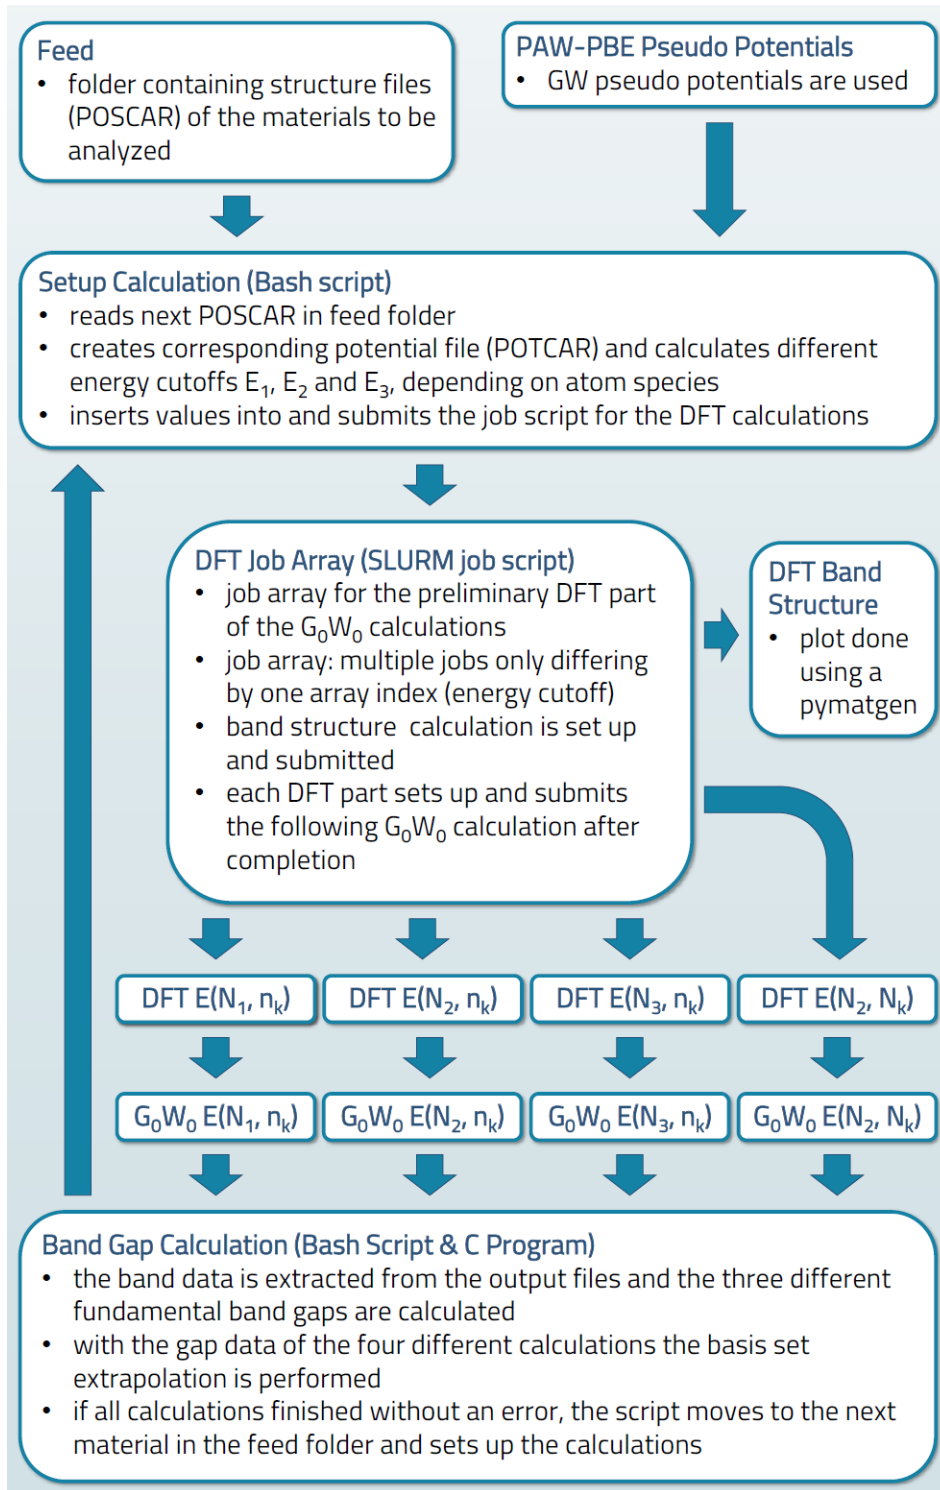 Feed
• folder containing structure files
(POSCAR) of the materials to be
analyzed
PAW-PBE Pseudo Potentials
• GW pseudo potentials are used
Setup Calculation (Bash script)
• reads next POSCAR in feed folder
• creates corresponding potential file (POTCAR) and calculates different
energy cutoffs E₁, E₂ and E₃, depending on atom species
• inserts values into and submits the job script for the DFT calculations
DFT Job Array (SLURM job script)
• job array for the preliminary DFT part
of the G₀W₀ calculations
• job array: multiple jobs only differing
by one array index (energy cutoff)
• band structure calculation is set up
and submitted
• each DFT part sets up and submits
the following G₀W₀ calculation after
completion
DFT Band
Structure
• plot done
using a
pymatgen
DFT E(N₁, nₖ)
DFT E(N₂, nₖ)
DFT E(N₃, nₖ)
DFT E(N₂, Nₖ)
G₀W₀ E(N₁, nₖ)
G₀W₀ E(N₂, nₖ)
G₀W₀ E(N₃, nₖ)
G₀W₀ E(N₂, Nₖ)
Band Gap Calculation (Bash Script & C Program)
• the band data is extracted from the output files and the three different
fundamental band gaps are calculated
• with the gap data of the four different calculations the basis set
extrapolation is performed
• if all calculations finished without an error, the script moves to the next
material in the feed folder and sets up the calculations